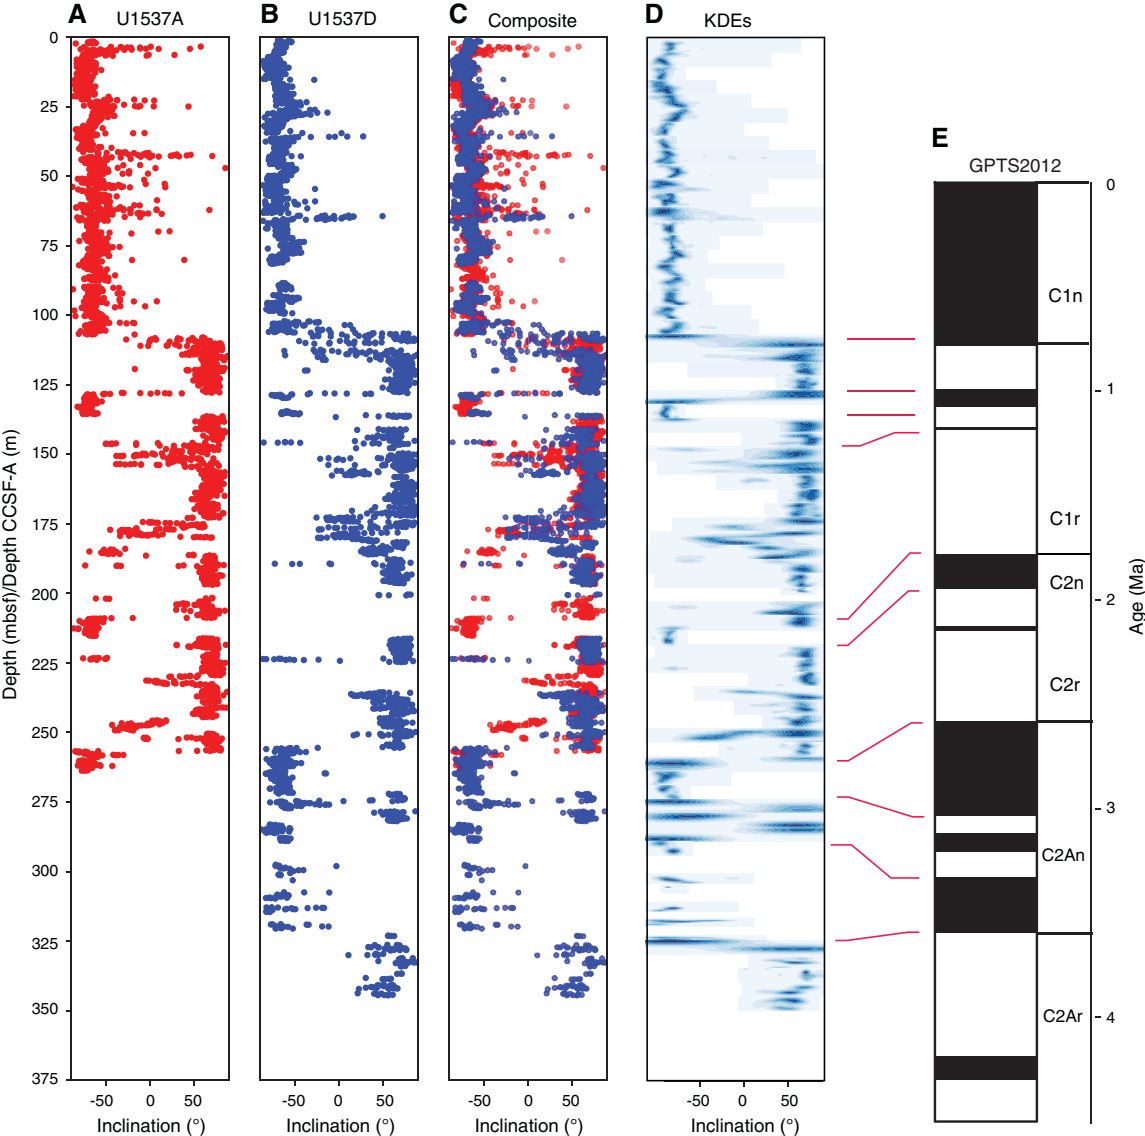 A U1537A
B U1537D
C Composite
D KDEs
E
GPTS2012
Depth (mbsf)/Depth CCSF-A (m)
0
25
50
75
100
125
150
175
200
225
250
275
300
325
350
375
-50 0 50
Inclination (°)
-50 0 50
Inclination (°)
-50 0 50
Inclination (°)
-50 0 50
Inclination (°)
C1n
C1r
C2n
C2r
C2An
C2Ar
0
1
2
3
4
Age (Ma)